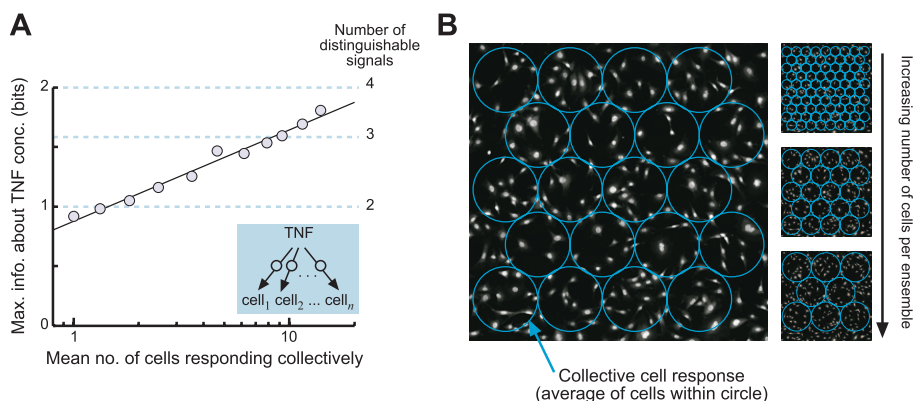 A
Number of
distinguishable
signals
Max. info. about TNF conc. (bits)
2
1
0
4
3
2
TNF
. . .
cell1 cell2 ... celln
1
10
Mean no. of cells responding collectively
B
Increasing number of cells per ensemble
Collective cell response
(average of cells within circle)